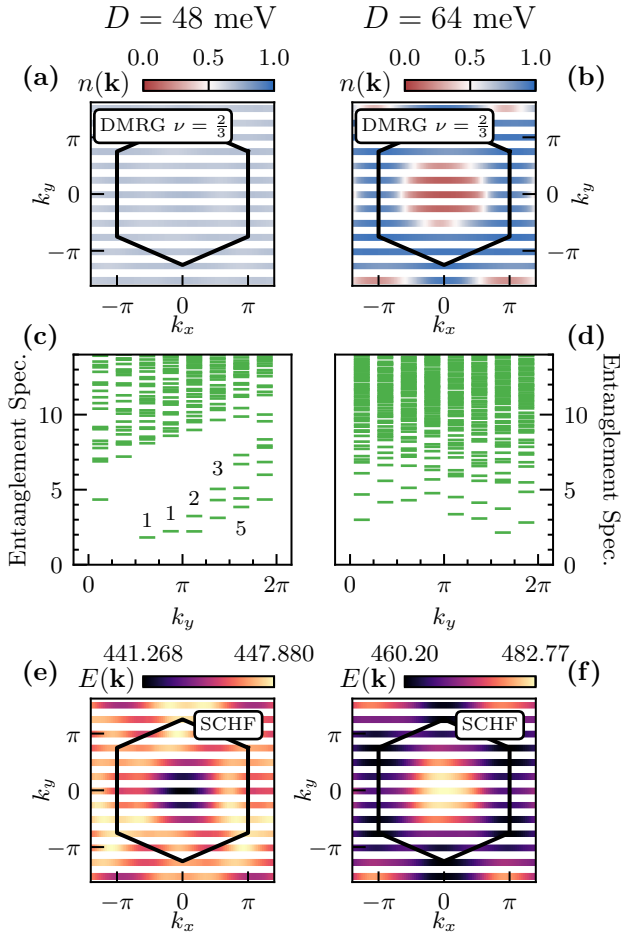 D = 48 meV D = 64 meV
(a) n(k) 0.0 0.5 1.0 n(k) 0.0 0.5 1.0 (b)
DMRG ν = 2/3 DMRG ν = 2/3
π π
k_y 0 0 k_y
−π −π
−π 0 π −π 0 π
k_x k_x
(c) (d)
Entanglement Spec. Entanglement Spec.
10 10
3
1 1 2
5 5 5
0 0
0 π 2π 0 π 2π
k_y k_y
441.268 447.880 460.20 482.77
(e) E(k) E(k) (f)
SCHF SCHF
π π
k_y 0 k_y 0
−π −π
−π 0 π −π 0 π
k_x k_x